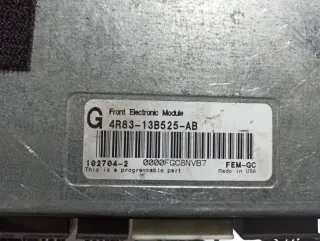 G Front Electronic Module
4R83-13B525-AB
102704-2 0000FGC8NVB7 FEM-GC
This is a programmable part Made in USA